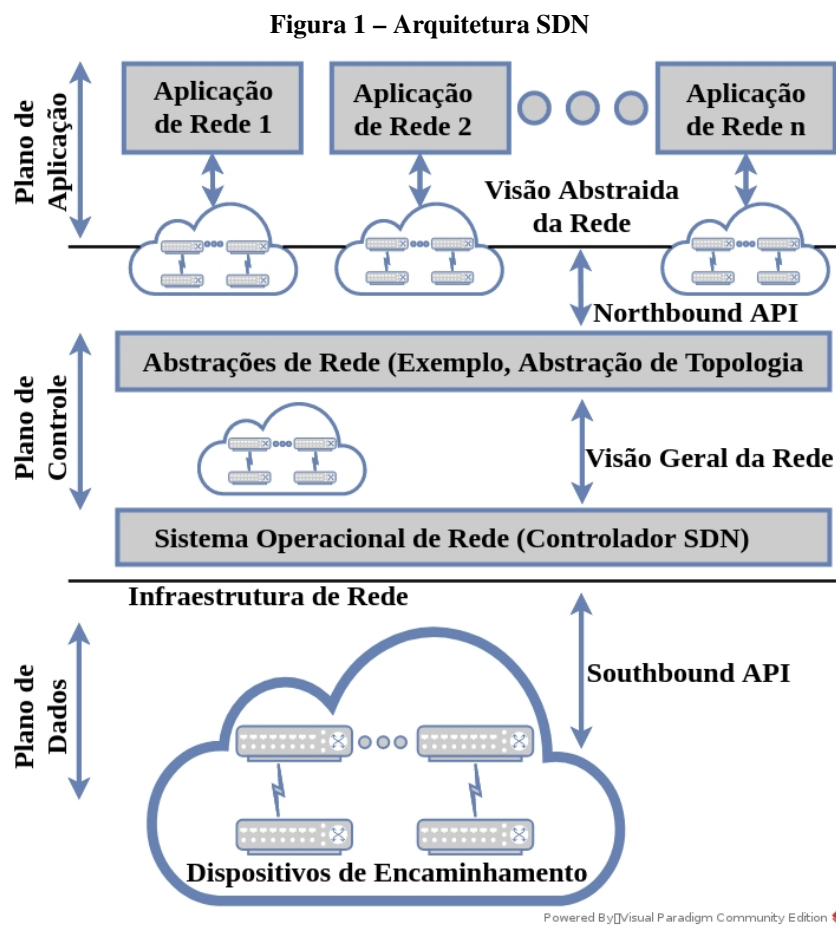 Figura 1 – Arquitetura SDN
Plano de
Aplicação
Aplicação
de Rede 1
Aplicação
de Rede 2
Aplicação
de Rede n
Visão Abstraida
da Rede
Northbound API
Plano de
Controle
Abstrações de Rede (Exemplo, Abstração de Topologia
Visão Geral da Rede
Sistema Operacional de Rede (Controlador SDN)
Infraestrutura de Rede
Plano de
Dados
Southbound API
Dispositivos de Encaminhamento
Powered By▯Visual Paradigm Community Edition